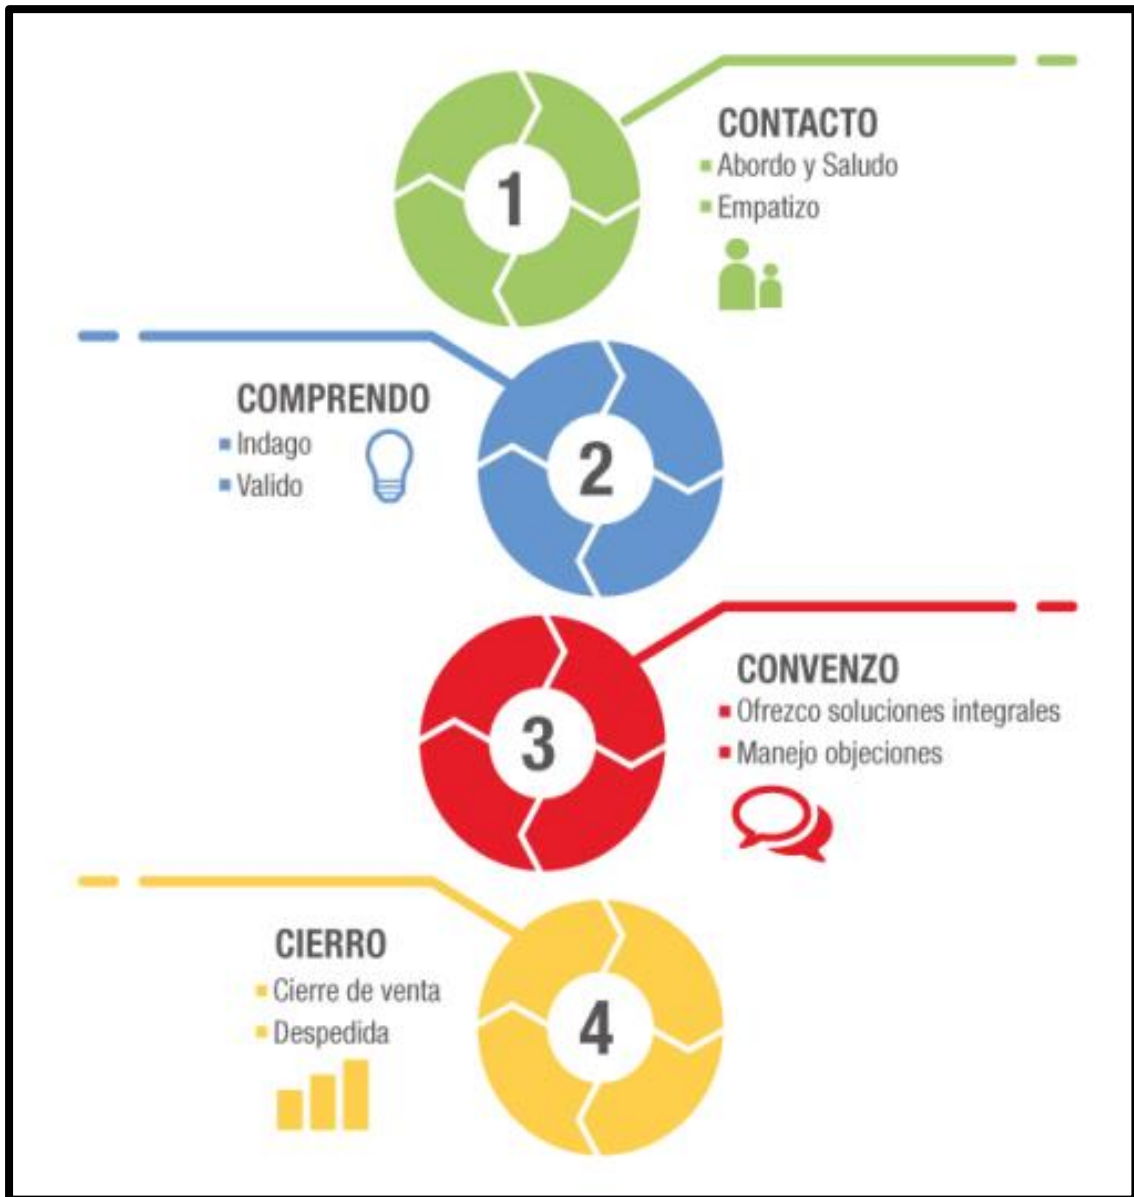 1
CONTACTO
Abordo y Saludo
Empatizo
COMPRENDO
Indago
Valido
2
3
CONVENZO
Ofrezco soluciones integrales
Manejo objeciones
CIERRO
Cierre de venta
Despedida
4